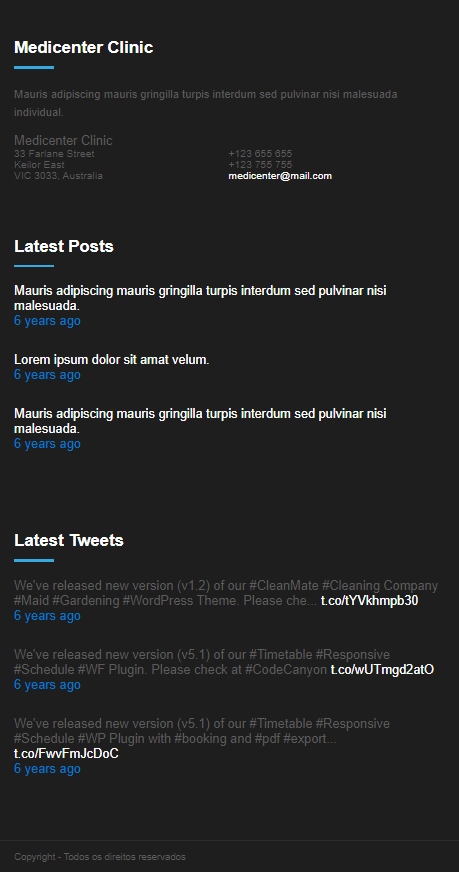 Medicenter Clinic
Mauris adipiscing mauris gringilla turpis interdum sed pulvinar nisi malesuada
individual.
Medicenter Clinic
33 Farlane Street
+123 655 655
Keilor East
+123 755 755
VIC 3033, Australia
medicenter@mail.com
Latest Posts
Mauris adipiscing mauris gringilla turpis interdum sed pulvinar nisi
malesuada.
6 years ago
Lorem ipsum dolor sit amat velum.
6 years ago
Mauris adipiscing mauris gringilla turpis interdum sed pulvinar nisi
malesuada.
6 years ago
Latest Tweets
We've released new version (v1.2) of our #CleanMate #Cleaning Company
#Maid #Gardening #WordPress Theme. Please che... t.co/tYVkhmpb30
6 years ago
We've released new version (v5.1) of our #Timetable #Responsive
#Schedule #WF Plugin. Please check at #CodeCanyon t.co/wUTmgd2atO
6 years ago
We've released new version (v5.1) of our #Timetable #Responsive
#Schedule #WP Plugin with #booking and #pdf #export...
t.co/FwvFmJcDoC
6 years ago
Copyright - Todos os direitos reservados